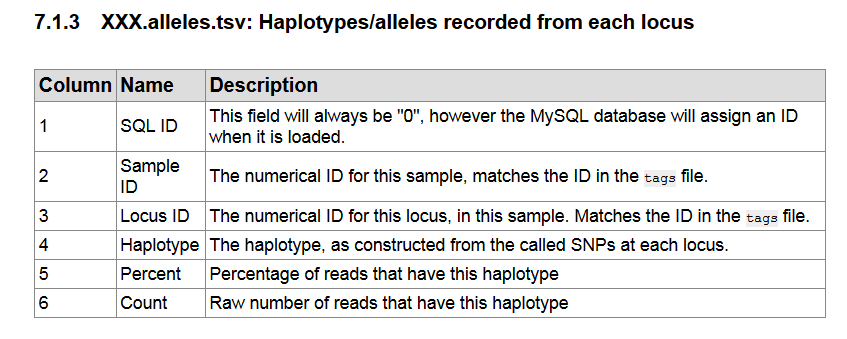 7.1.3 XXX.alleles.tsv: Haplotypes/alleles recorded from each locus
Column Name Description
1 SQL ID This field will always be "0", however the MySQL database will assign an ID
when it is loaded.
2 Sample
ID The numerical ID for this sample, matches the ID in the tags file.
3 Locus ID The numerical ID for this locus, in this sample. Matches the ID in the tags file.
4 Haplotype The haplotype, as constructed from the called SNPs at each locus.
5 Percent Percentage of reads that have this haplotype
6 Count Raw number of reads that have this haplotype